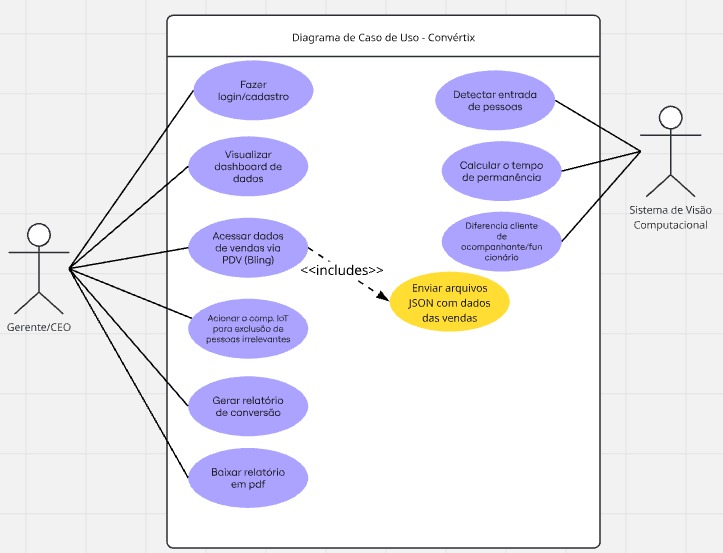 Diagrama de Caso de Uso - Convértix
Fazer
login/cadastro
Visualizar
dashboard de
dados
Acessar dados
de vendas via
PDV (Bling)
<<includes>>
Acionar o comp. IoT
para exclusão de
pessoas irrelevantes
Gerar relatório
de conversão
Baixar relatório
em pdf
Gerente/CEO
Detectar entrada
de pessoas
Calcular o tempo
de permanência
Diferencia cliente
de
acompanhante/fun
cionário
Enviar arquivos
JSON com dados
das vendas
Sistema de Visão
Computacional